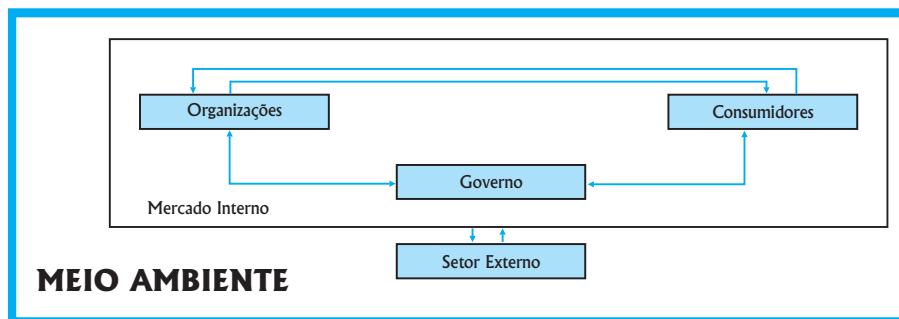 Organizações
Consumidores
Governo
Mercado Interno
Setor Externo
MEIO AMBIENTE